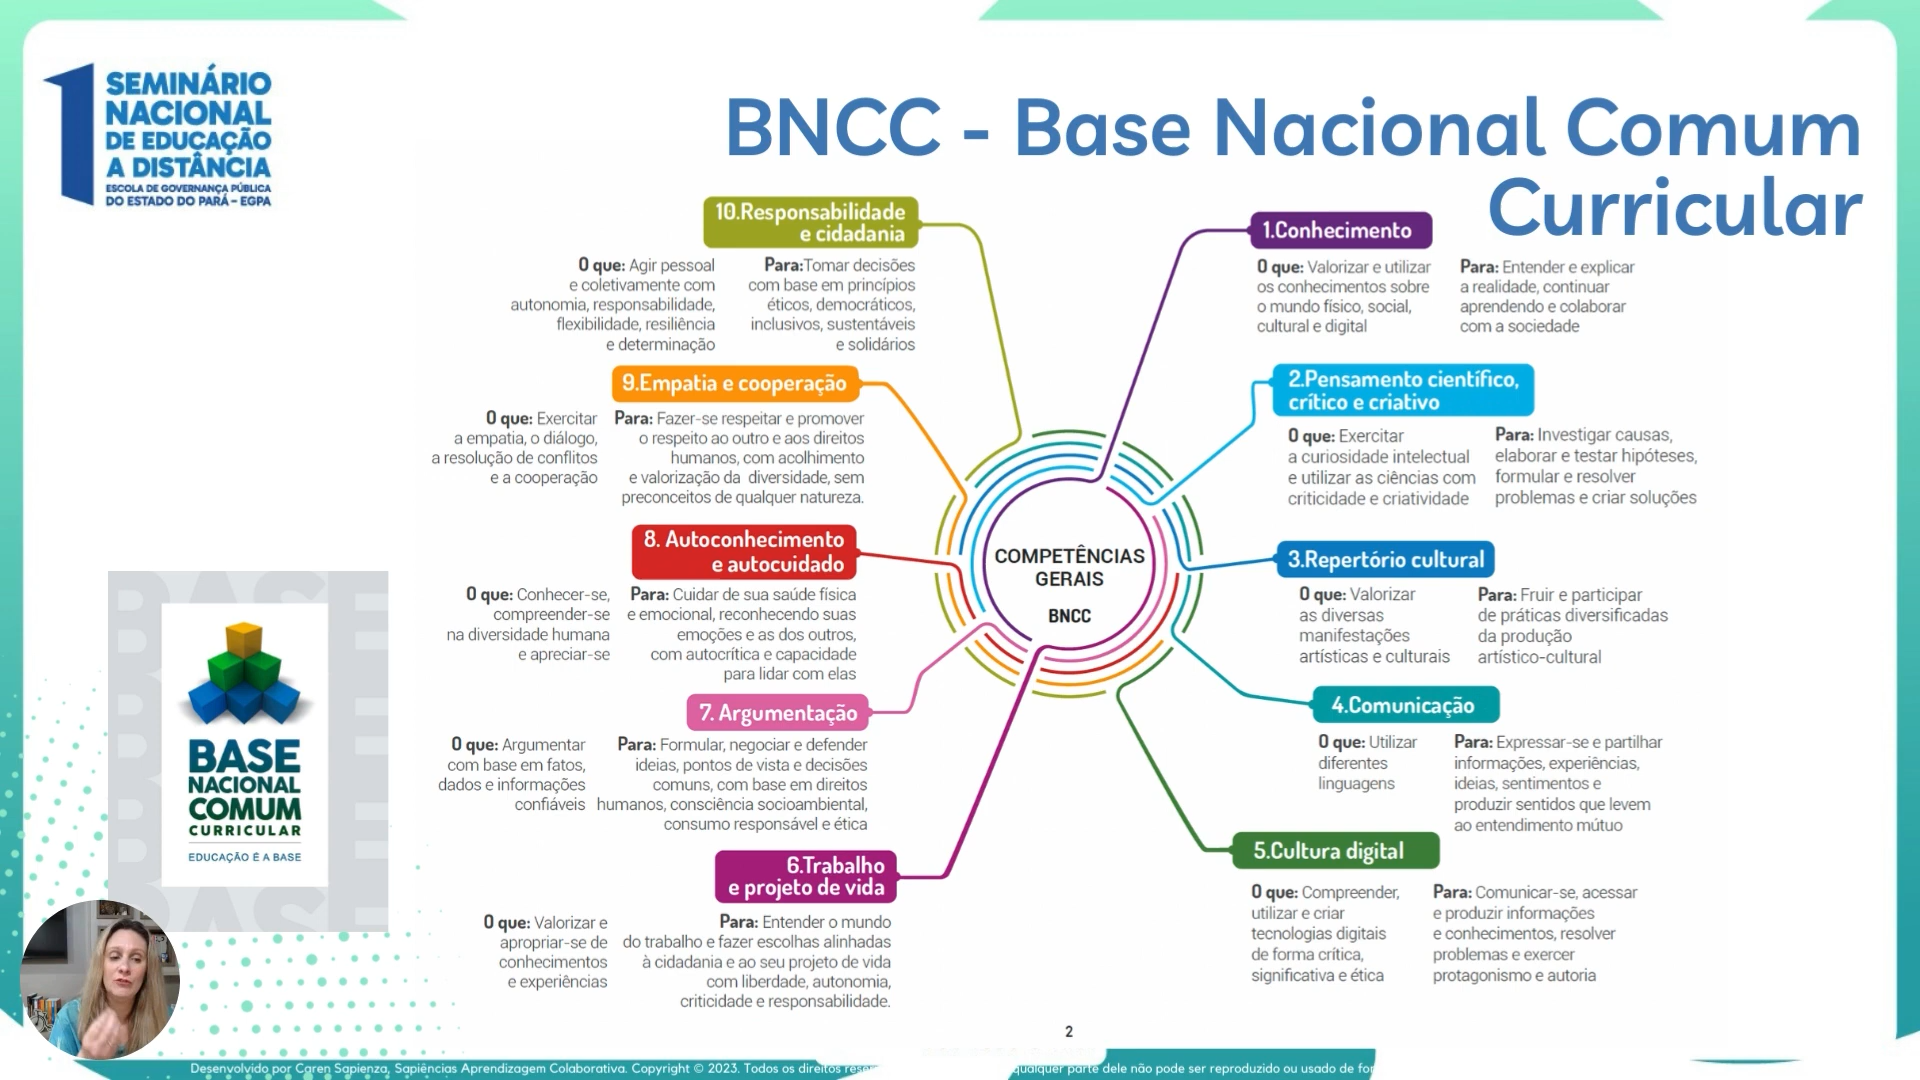 SEMINÁRIO
NACIONAL
DE EDUCAÇÃO
A DISTÂNCIA
ESCOLA DE GOVERNANÇA PÚBLICA
DO ESTADO DO PARÁ – EGPA
BNCC - Base Nacional Comum
Curricular
10.Responsabilidade
e cidadania
O que: Agir pessoal
e coletivamente com
autonomia, responsabilidade,
flexibilidade, resiliência
e determinação
Para:Tomar decisões
com base em princípios
éticos, democráticos,
inclusivos, sustentáveis
e solidários
9.Empatia e cooperação
O que: Exercitar
a empatia, o diálogo,
a resolução de conflitos
e a cooperação
Para: Fazer-se respeitar e promover
o respeito ao outro e aos direitos
humanos, com acolhimento
e valorização da diversidade, sem
preconceitos de qualquer natureza.
8. Autoconhecimento
e autocuidado
O que: Conhecer-se,
compreender-se
na diversidade humana
e apreciar-se
Para: Cuidar de sua saúde física
e emocional, reconhecendo suas
emoções e as dos outros,
com autocrítica e capacidade
para lidar com elas
7. Argumentação
O que: Argumentar
com base em fatos,
dados e informações
confiáveis
Para: Formular, negociar e defender
ideias, pontos de vista e decisões
comuns, com base em direitos
humanos, consciência socioambiental,
consumo responsável e ética
6.Trabalho
e projeto de vida
O que: Valorizar e
apropriar-se de
conhecimentos
e experiências
Para: Entender o mundo
do trabalho e fazer escolhas alinhadas
à cidadania e ao seu projeto de vida
com liberdade, autonomia,
criticidade e responsabilidade.
COMPETÊNCIAS
GERAIS
BNCC
1.Conhecimento
O que: Valorizar e utilizar
os conhecimentos sobre
o mundo físico, social,
cultural e digital
Para: Entender e explicar
a realidade, continuar
aprendendo e colaborar
com a sociedade
2.Pensamento científico,
crítico e criativo
O que: Exercitar
a curiosidade intelectual
e utilizar as ciências com
criticidade e criatividade
Para: Investigar causas,
elaborar e testar hipóteses,
formular e resolver
problemas e criar soluções
3.Repertório cultural
O que: Valorizar
as diversas
manifestações
artísticas e culturais
Para: Fruir e participar
de práticas diversificadas
da produção
artístico-cultural
4.Comunicação
O que: Utilizar
diferentes
linguagens
Para: Expressar-se e partilhar
informações, experiências,
ideias, sentimentos e
produzir sentidos que levem
ao entendimento mútuo
5.Cultura digital
O que: Compreender,
utilizar e criar
tecnologias digitais
de forma crítica,
significativa e ética
Para: Comunicar-se, acessar
e produzir informações
e conhecimentos, resolver
problemas e exercer
protagonismo e autoria
BASE
NACIONAL
COMUM
CURRICULAR
EDUCAÇÃO É A BASE
2
Desenvolvido por Caren Sapienza, Sapiências Aprendizagem Colaborativa. Copyright © 2023. Todos os direitos qualquer parte dele não pode ser reproduzido ou usado de